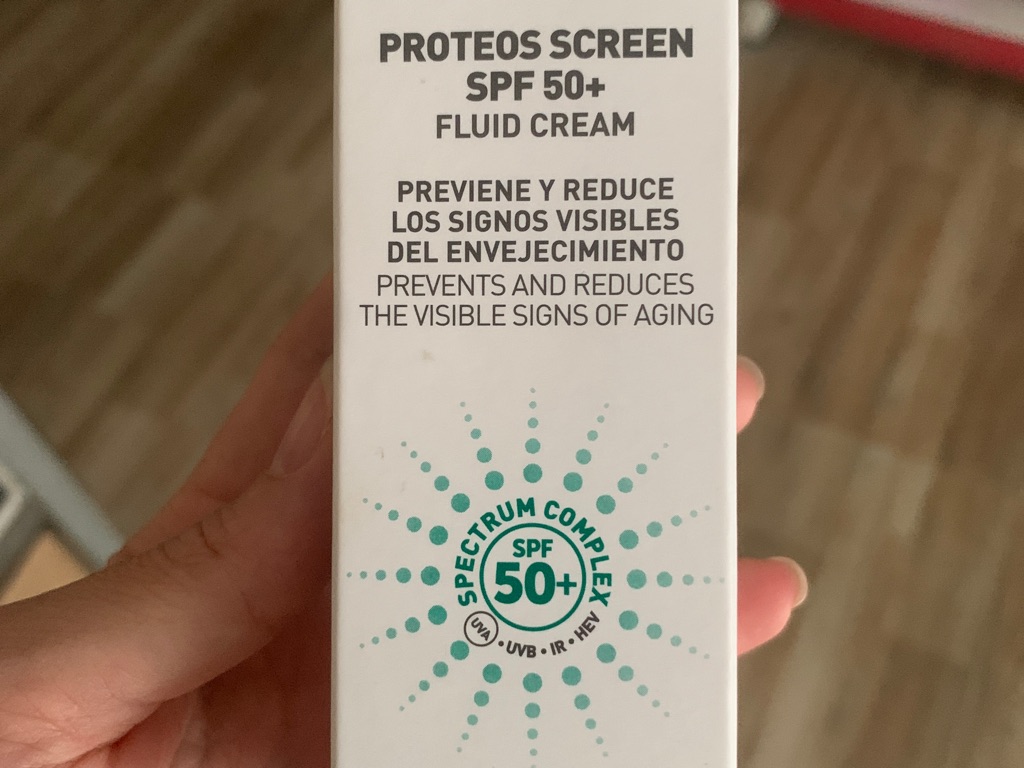 PROTEOS SCREEN
SPF 50+
FLUID CREAM
PREVIENE Y REDUCE
LOS SIGNOS VISIBLES
DEL ENVEJECIMIENTO
PREVENTS AND REDUCES
THE VISIBLE SIGNS OF AGING
SPECTRUM COMPLEX
SPF
50+
UVA • UVB • IR • HEV